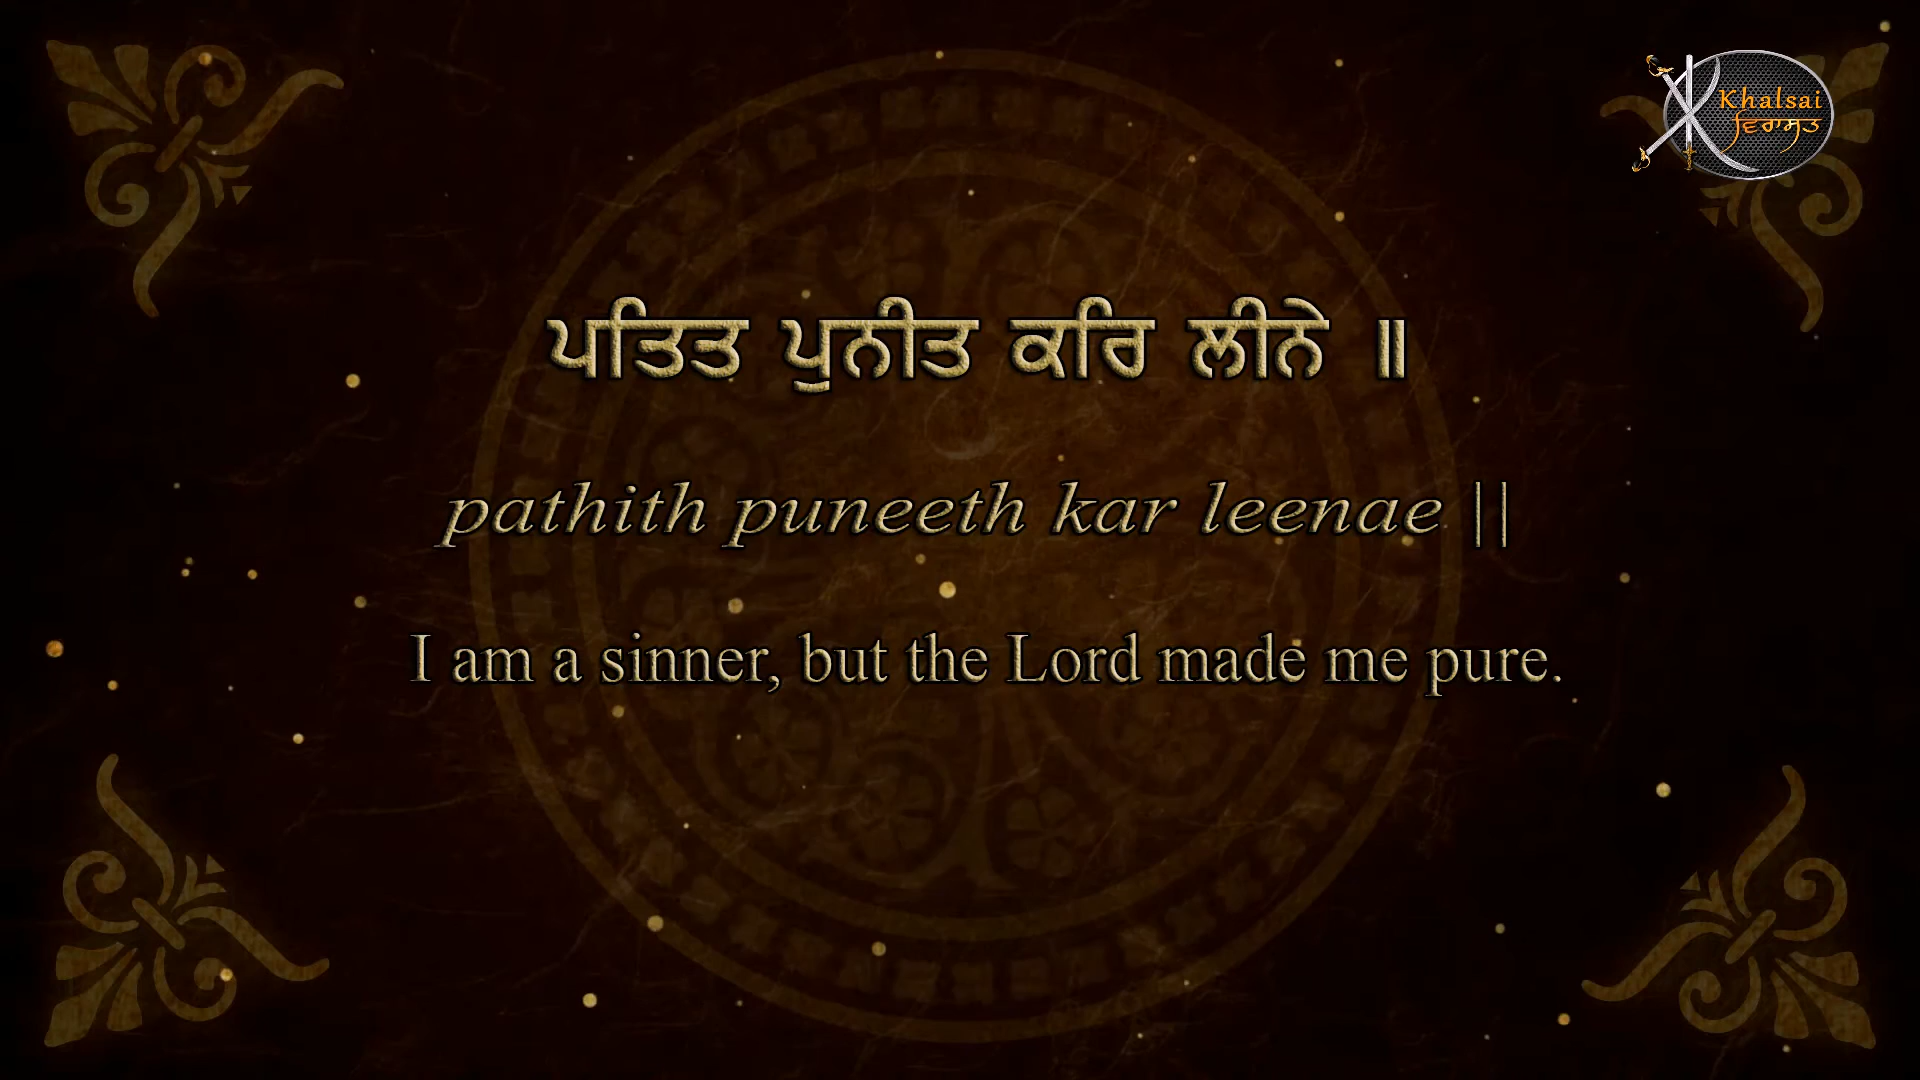 Khalsai
ਵਿਰਾਸਤ
ਪਤਿਤ ਪੁਨੀਤ ਕਰਿ ਲੀਨੇ ॥
pathith puneeth kar leenae ||
I am a sinner, but the Lord made me pure.